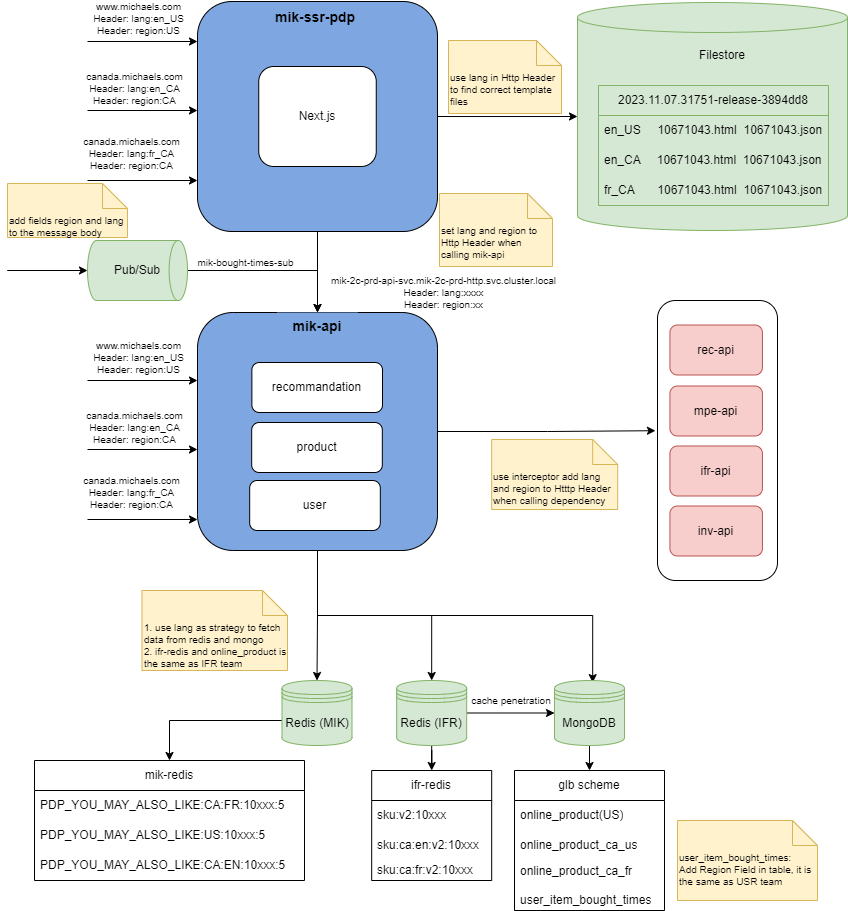 www.michaels.com
Header: lang:en_US
Header: region:US
canada.michaels.com
Header: lang:en_CA
Header: region:CA
canada.michaels.com
Header: lang:fr_CA
Header: region:CA
mik-ssr-pdp
Next.js
use lang in Http Header
to find correct template
files
Filestore
2023.11.07.31751-release-3894dd8
en_US 10671043.html 10671043.json
en_CA 10671043.html 10671043.json
fr_CA 10671043.html 10671043.json
add fields region and lang
to the message body
Pub/Sub
mik-bought-times-sub
set lang and region to
Http Header when
calling mik-api
mik-2c-prd-api-svc.mik-2c-prd-http.svc.cluster.local
Header: lang:xxxx
Header: region:xx
mik-api
www.michaels.com
Header: lang:en_US
Header: region:US
canada.michaels.com
Header: lang:en_CA
Header: region:CA
canada.michaels.com
Header: lang:fr_CA
Header: region:CA
recommandation
product
user
rec-api
mpe-api
ifr-api
inv-api
use interceptor add lang
and region to Htttp Header
when calling dependency
1. use lang as strategy to fetch
data from redis and mongo
2. ifr-redis and online_product is
the same as IFR team
Redis (MIK)
Redis (IFR)
cache penetration
MongoDB
mik-redis
PDP_YOU_MAY_ALSO_LIKE:CA:FR:10xxx:5
PDP_YOU_MAY_ALSO_LIKE:US:10xxx:5
PDP_YOU_MAY_ALSO_LIKE:CA:EN:10xxx:5
ifr-redis
sku:v2:10xxx
sku:ca:en:v2:10xxx
sku:ca:fr:v2:10xxx
glb scheme
online_product(US)
online_product_ca_us
online_product_ca_fr
user_item_bought_times
user_item_bought_times:
Add Region Field in table, it is
the same as USR team